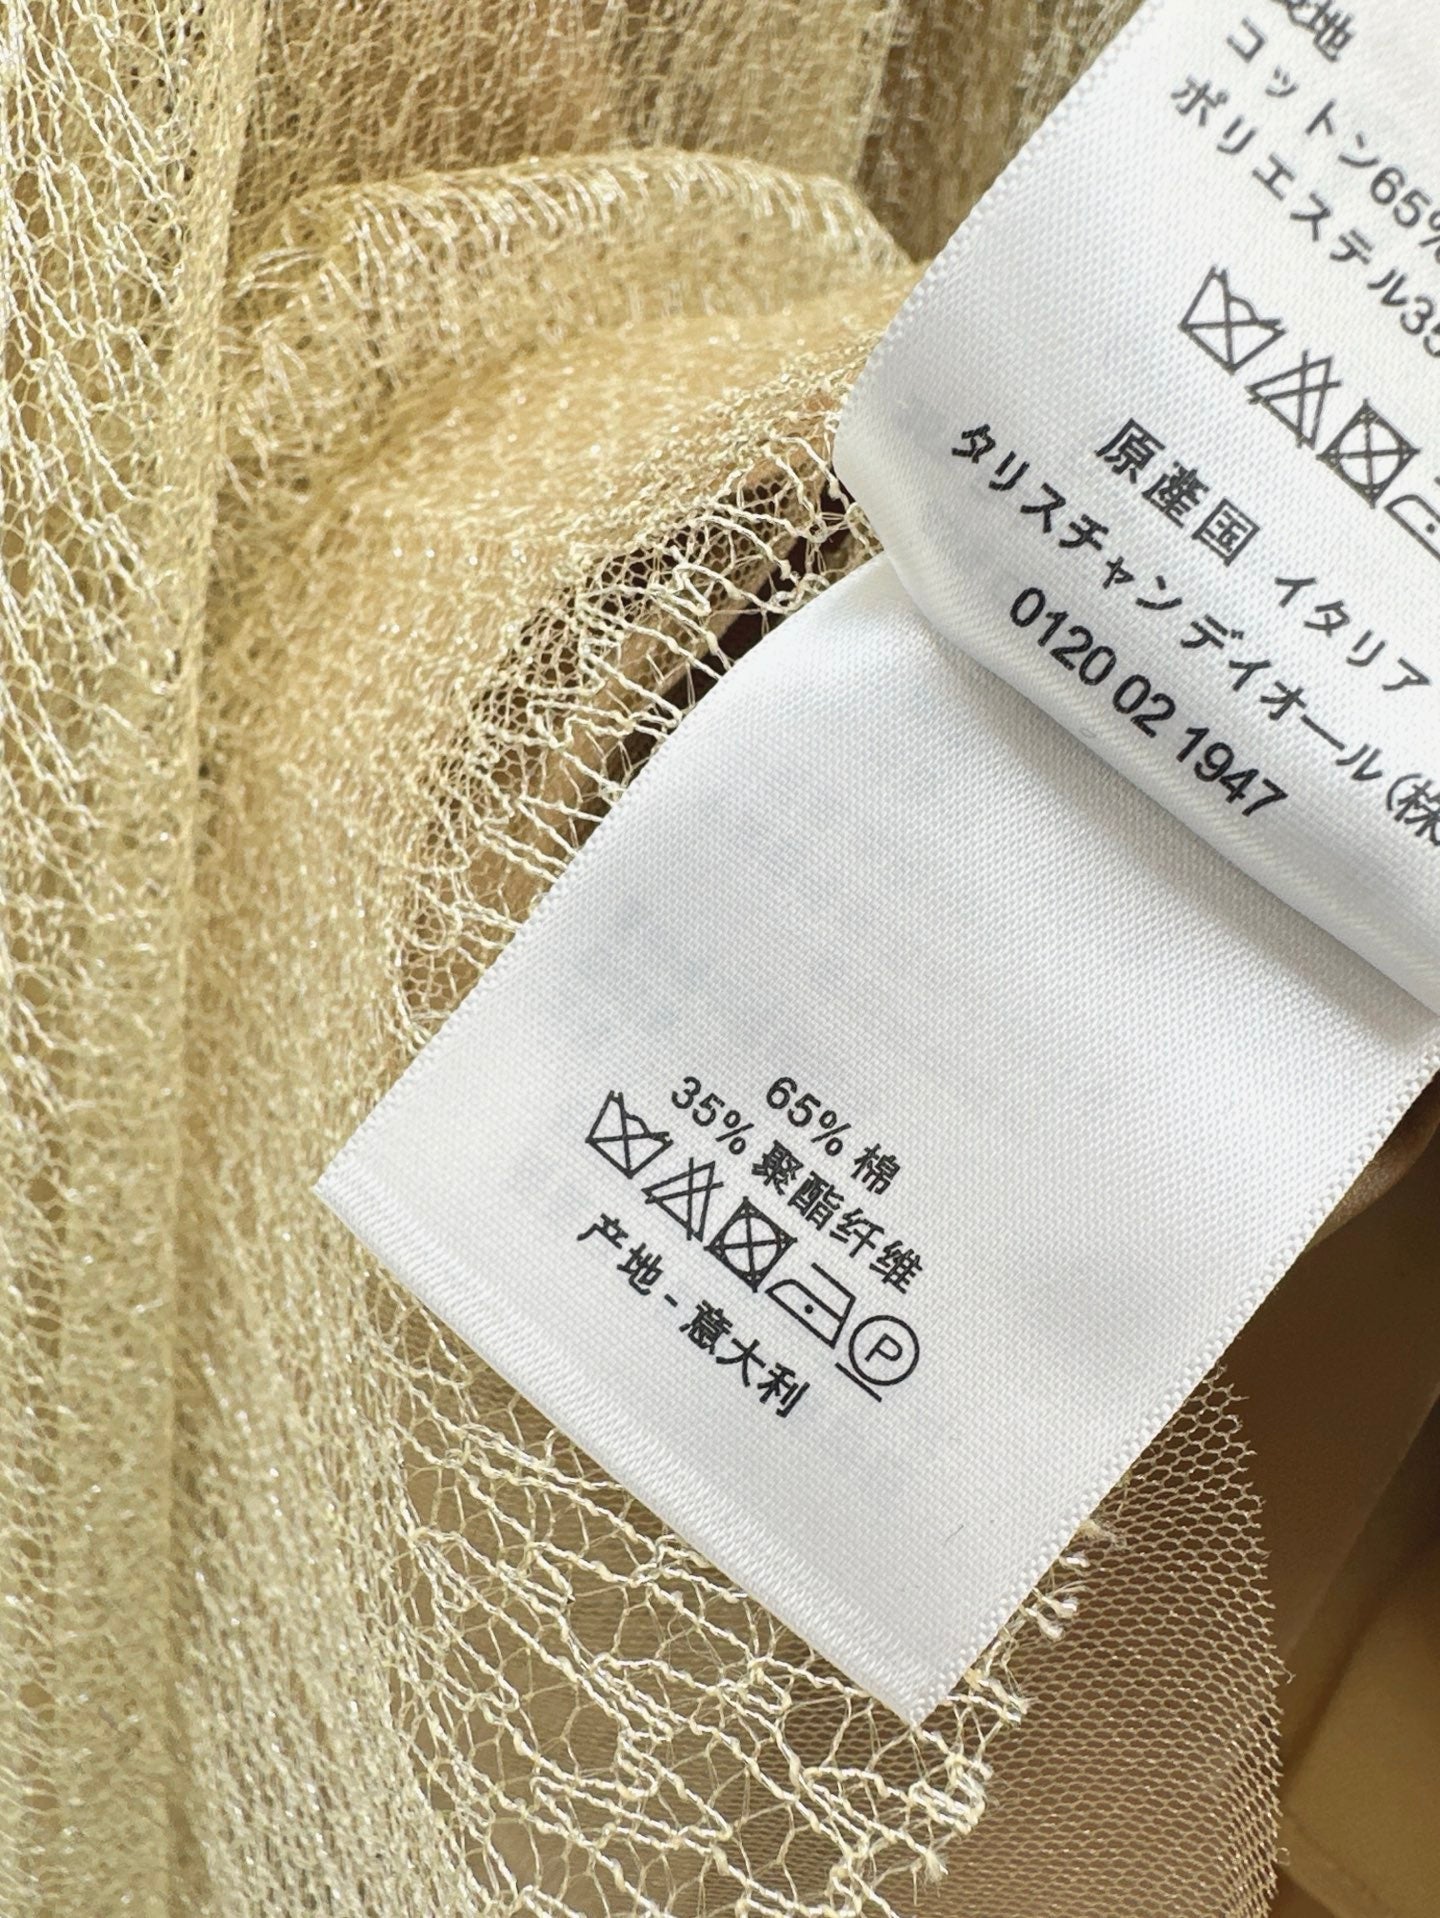 コットン65%
ポリエステル35
原産国 イタリア
タリスチャン ディオール(株
0120 02 1947
65% 棉
35% 聚酯纤维
P
产地 - 意大利